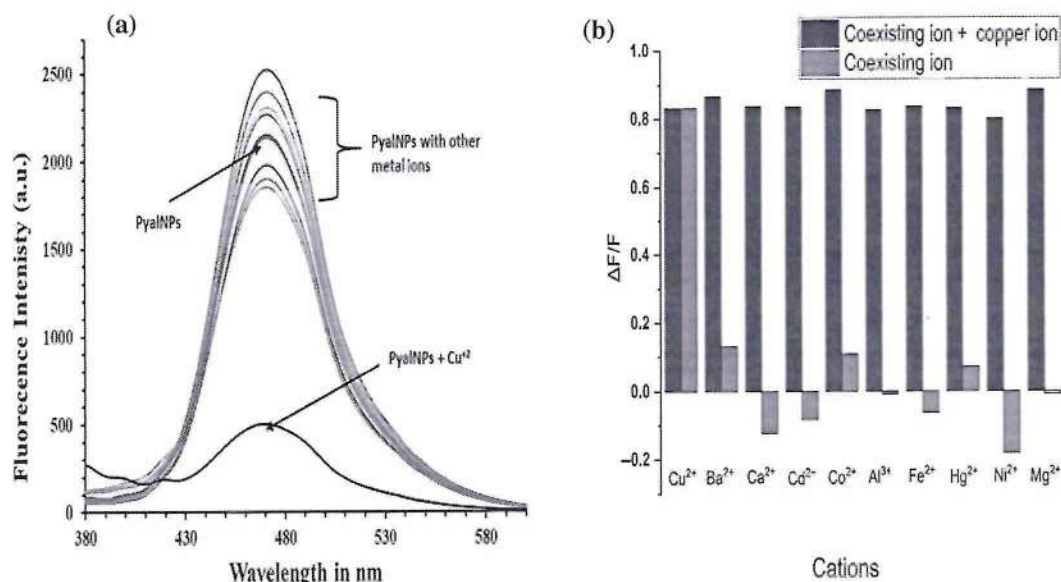 (a)
2500
2000
1500
1000
500
0
380
430
480
530
580
Fluorecence Intenisty (a.u.)
Wavelength in nm
PyalNPs with other
metal ions
PyalNPs
PyalNPs + Cu⁺²
(b)
Coexisting ion + copper ion
Coexisting ion
1.0
0.8
0.6
0.4
0.2
0.0
−0.2
ΔF/F
Cu²⁺ Ba²⁺ Ca²⁺ Cd²⁺ Co²⁺ Al³⁺ Fe²⁺ Hg²⁺ Ni²⁺ Mg²⁺
Cations